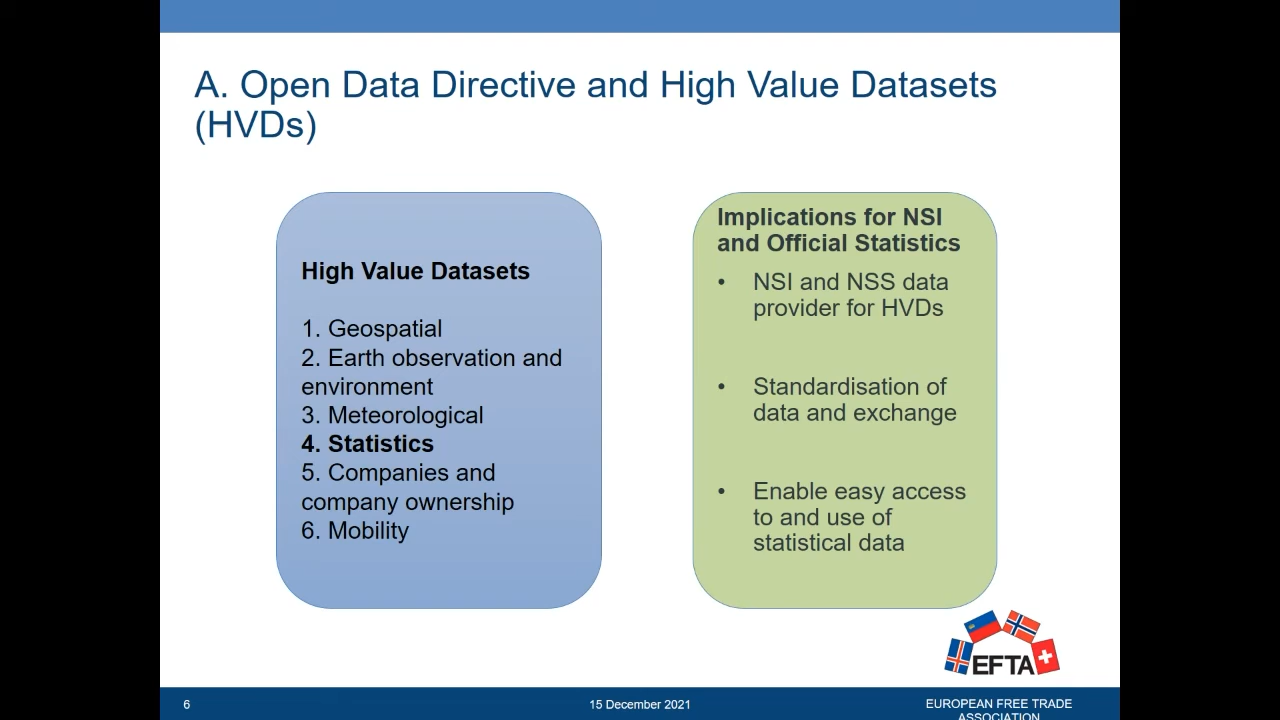 A. Open Data Directive and High Value Datasets
(HVDs)
High Value Datasets
1. Geospatial
2. Earth observation and
environment
3. Meteorological
4. Statistics
5. Companies and
company ownership
6. Mobility
Implications for NSI
and Official Statistics
• NSI and NSS data
provider for HVDs
• Standardisation of
data and exchange
• Enable easy access
to and use of
statistical data
EFTA
6
15 December 2021
EUROPEAN FREE TRADE
ASSOCIATION